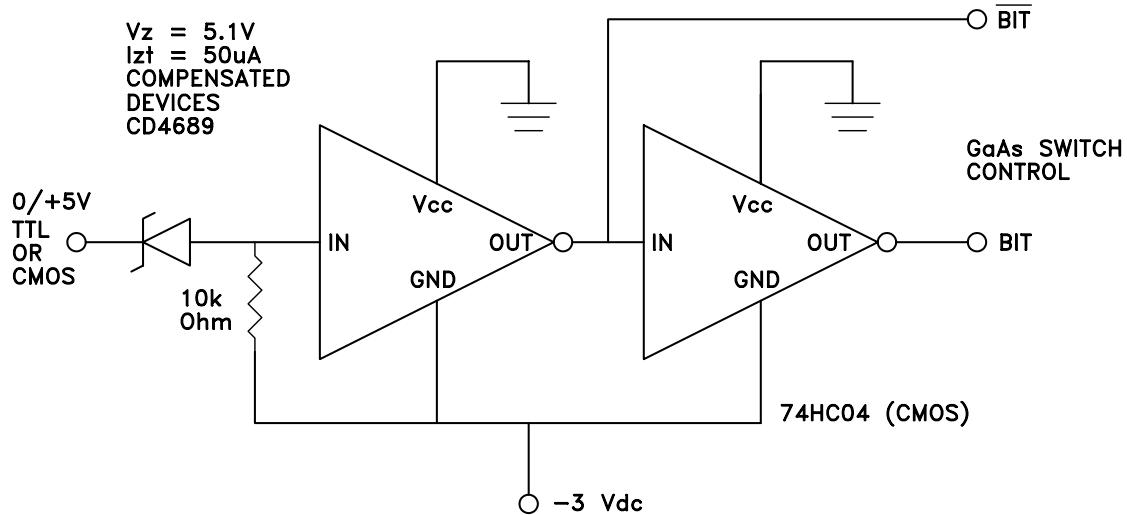 Vz = 5.1V
Izt = 50uA
COMPENSATED
DEVICES
CD4689
BIT
GaAs SWITCH
CONTROL
0/+5V
TTL
OR
CMOS
Vcc
IN
OUT
GND
Vcc
IN
OUT
GND
BIT
10k
Ohm
74HC04 (CMOS)
-3 Vdc